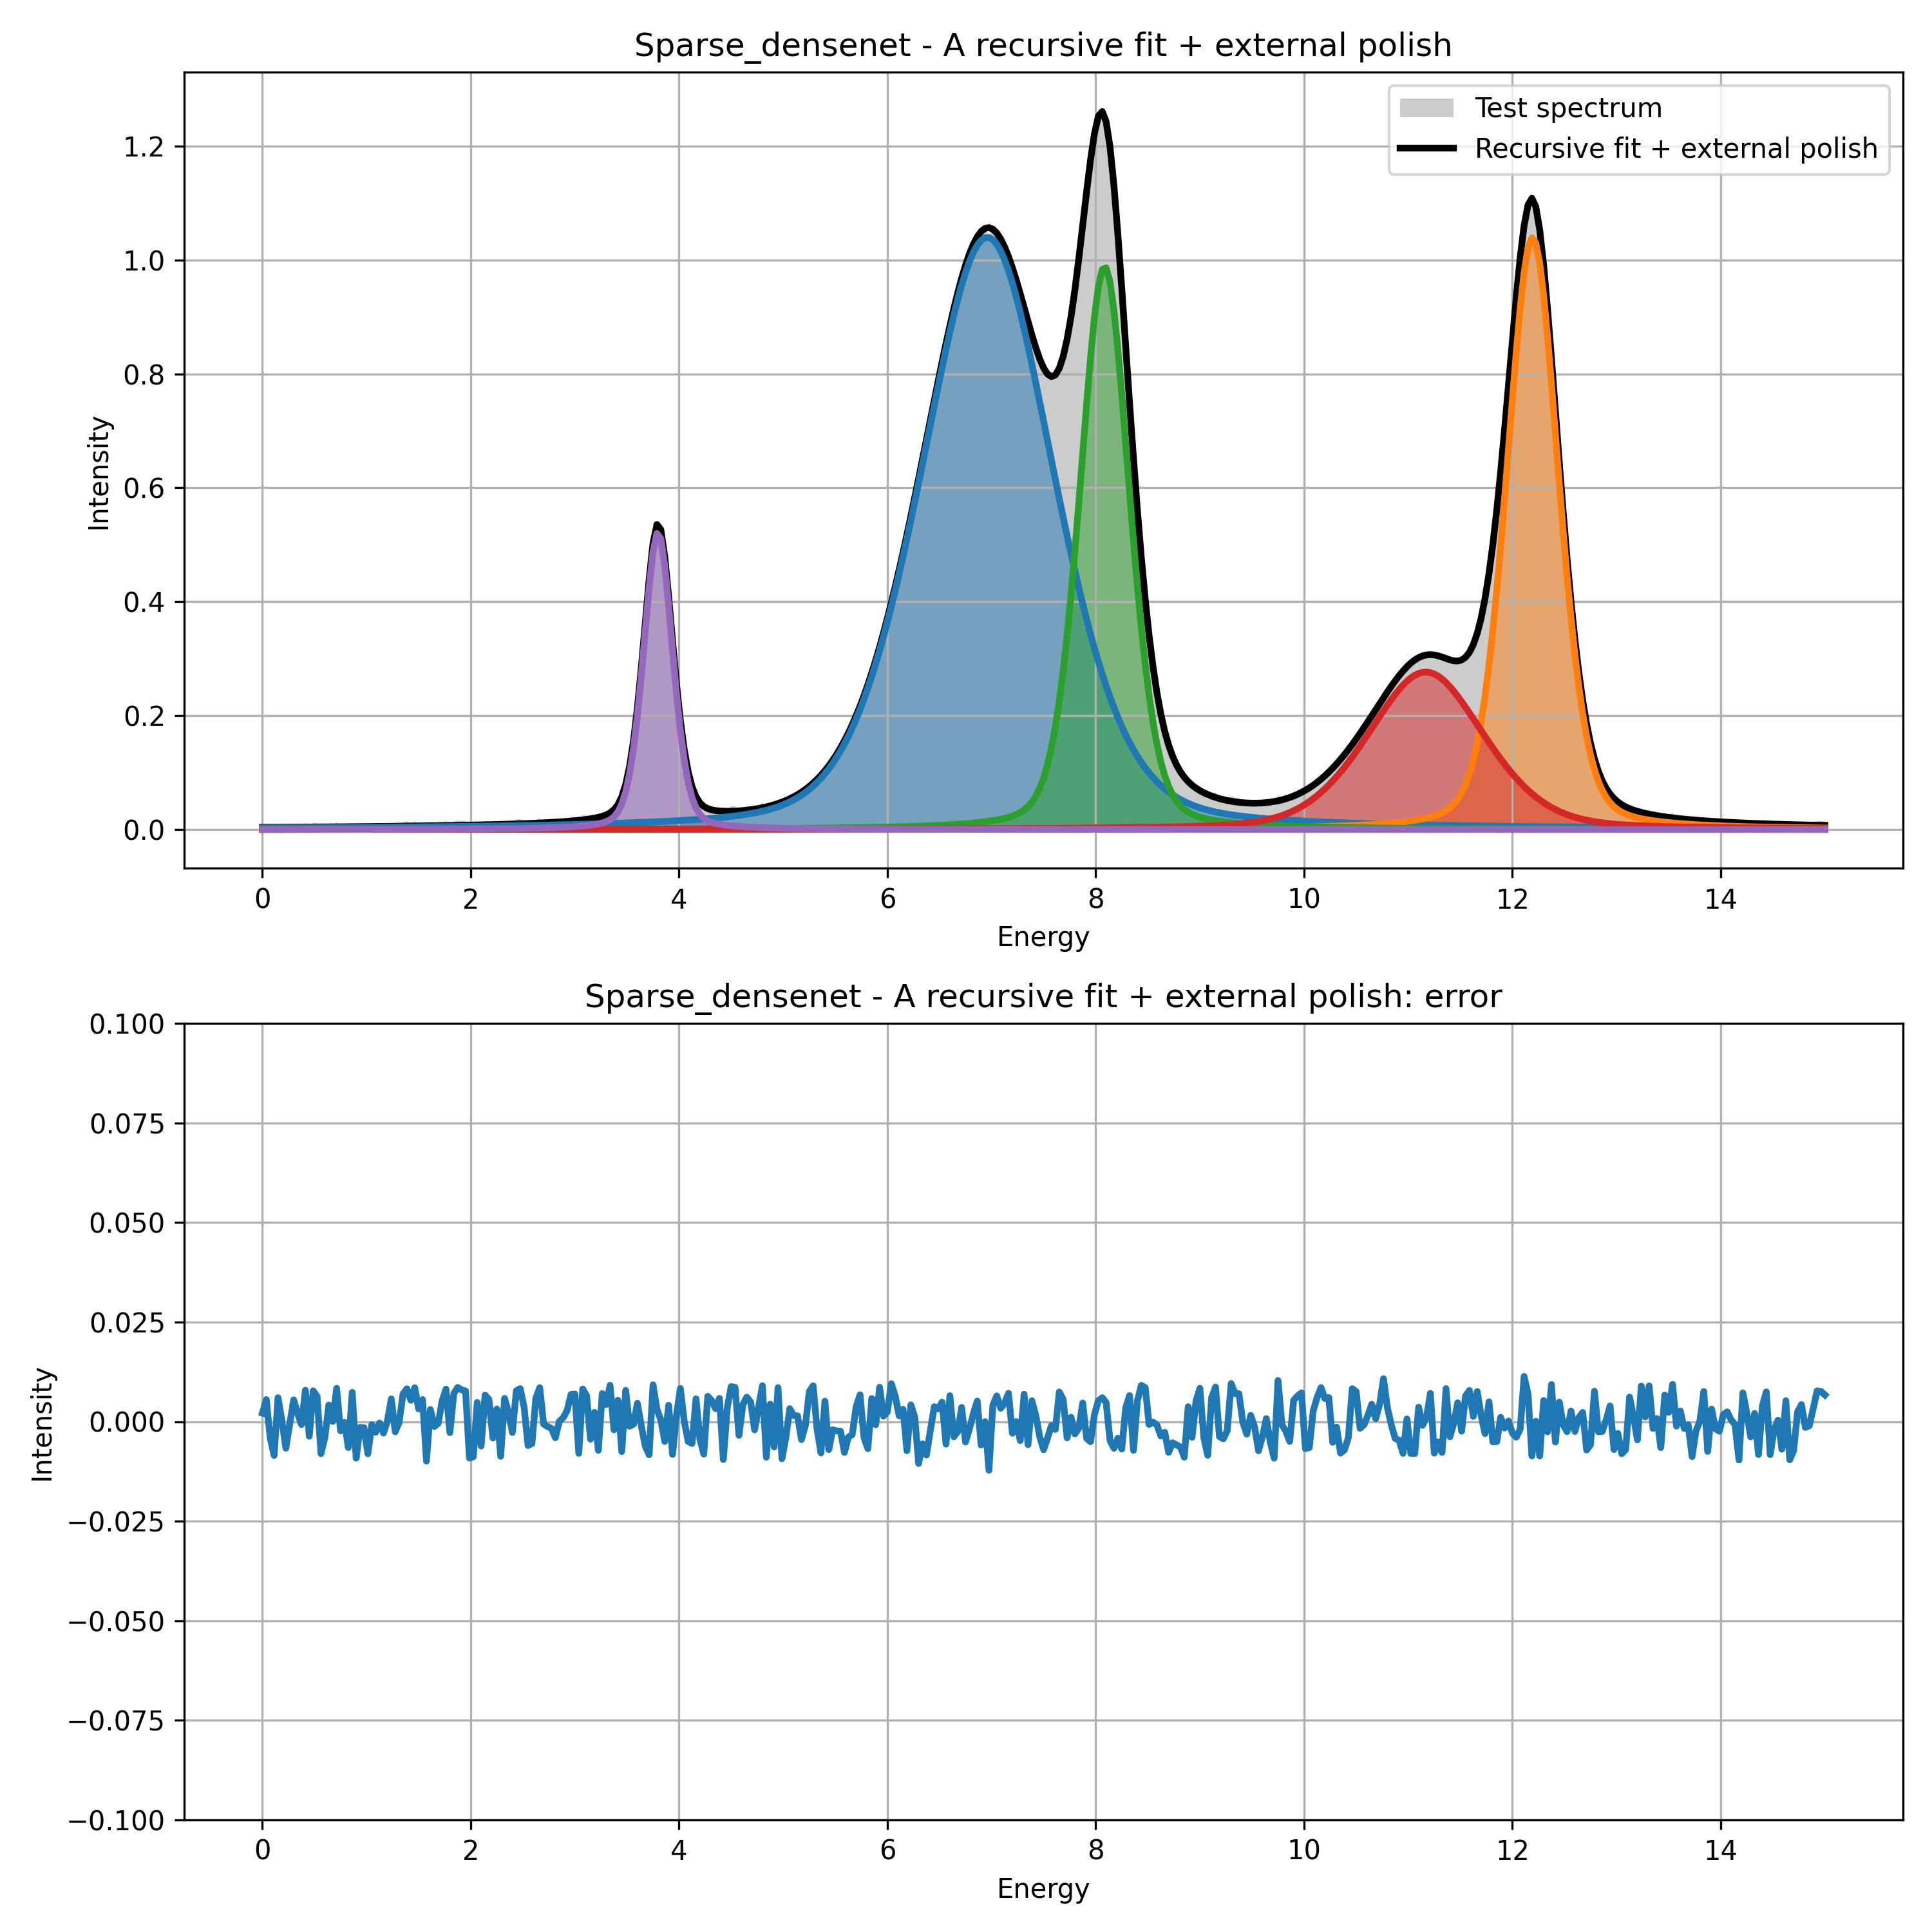 Sparse_densenet - A recursive fit + external polish
Test spectrum
Recursive fit + external polish
Intensity
1.2
1.0
0.8
0.6
0.4
0.2
0.0
0 2 4 6 8 10 12 14
Energy
Sparse_densenet - A recursive fit + external polish: error
Intensity
0.100
0.075
0.050
0.025
0.000
−0.025
−0.050
−0.075
−0.100
0 2 4 6 8 10 12 14
Energy